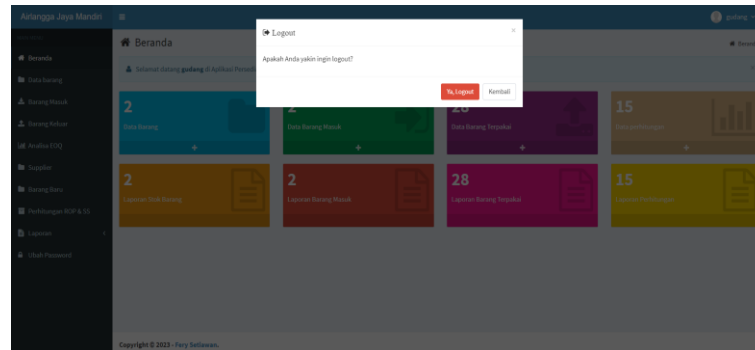 Airlangga Jaya Mandiri
gudang
Logout
×
Apakah Anda yakin ingin logout?
Ya, Logout
Kembali
Beranda
Selamat datang gudang di Aplikasi
Beranda
Data Barang
Barang Masuk
Barang Keluar
Analisa EOQ
Supplier
Barang Baru
Perhitungan ROP & SS
Laporan
Ubah Password
2
Data Barang
2
Data Barang Masuk
28
Data Barang Terpakai
15
2
Laporan Stok Barang
2
Laporan Barang Masuk
28
Laporan Barang Terpakai
15
Copyright © 2023 - Fery Setiawan.